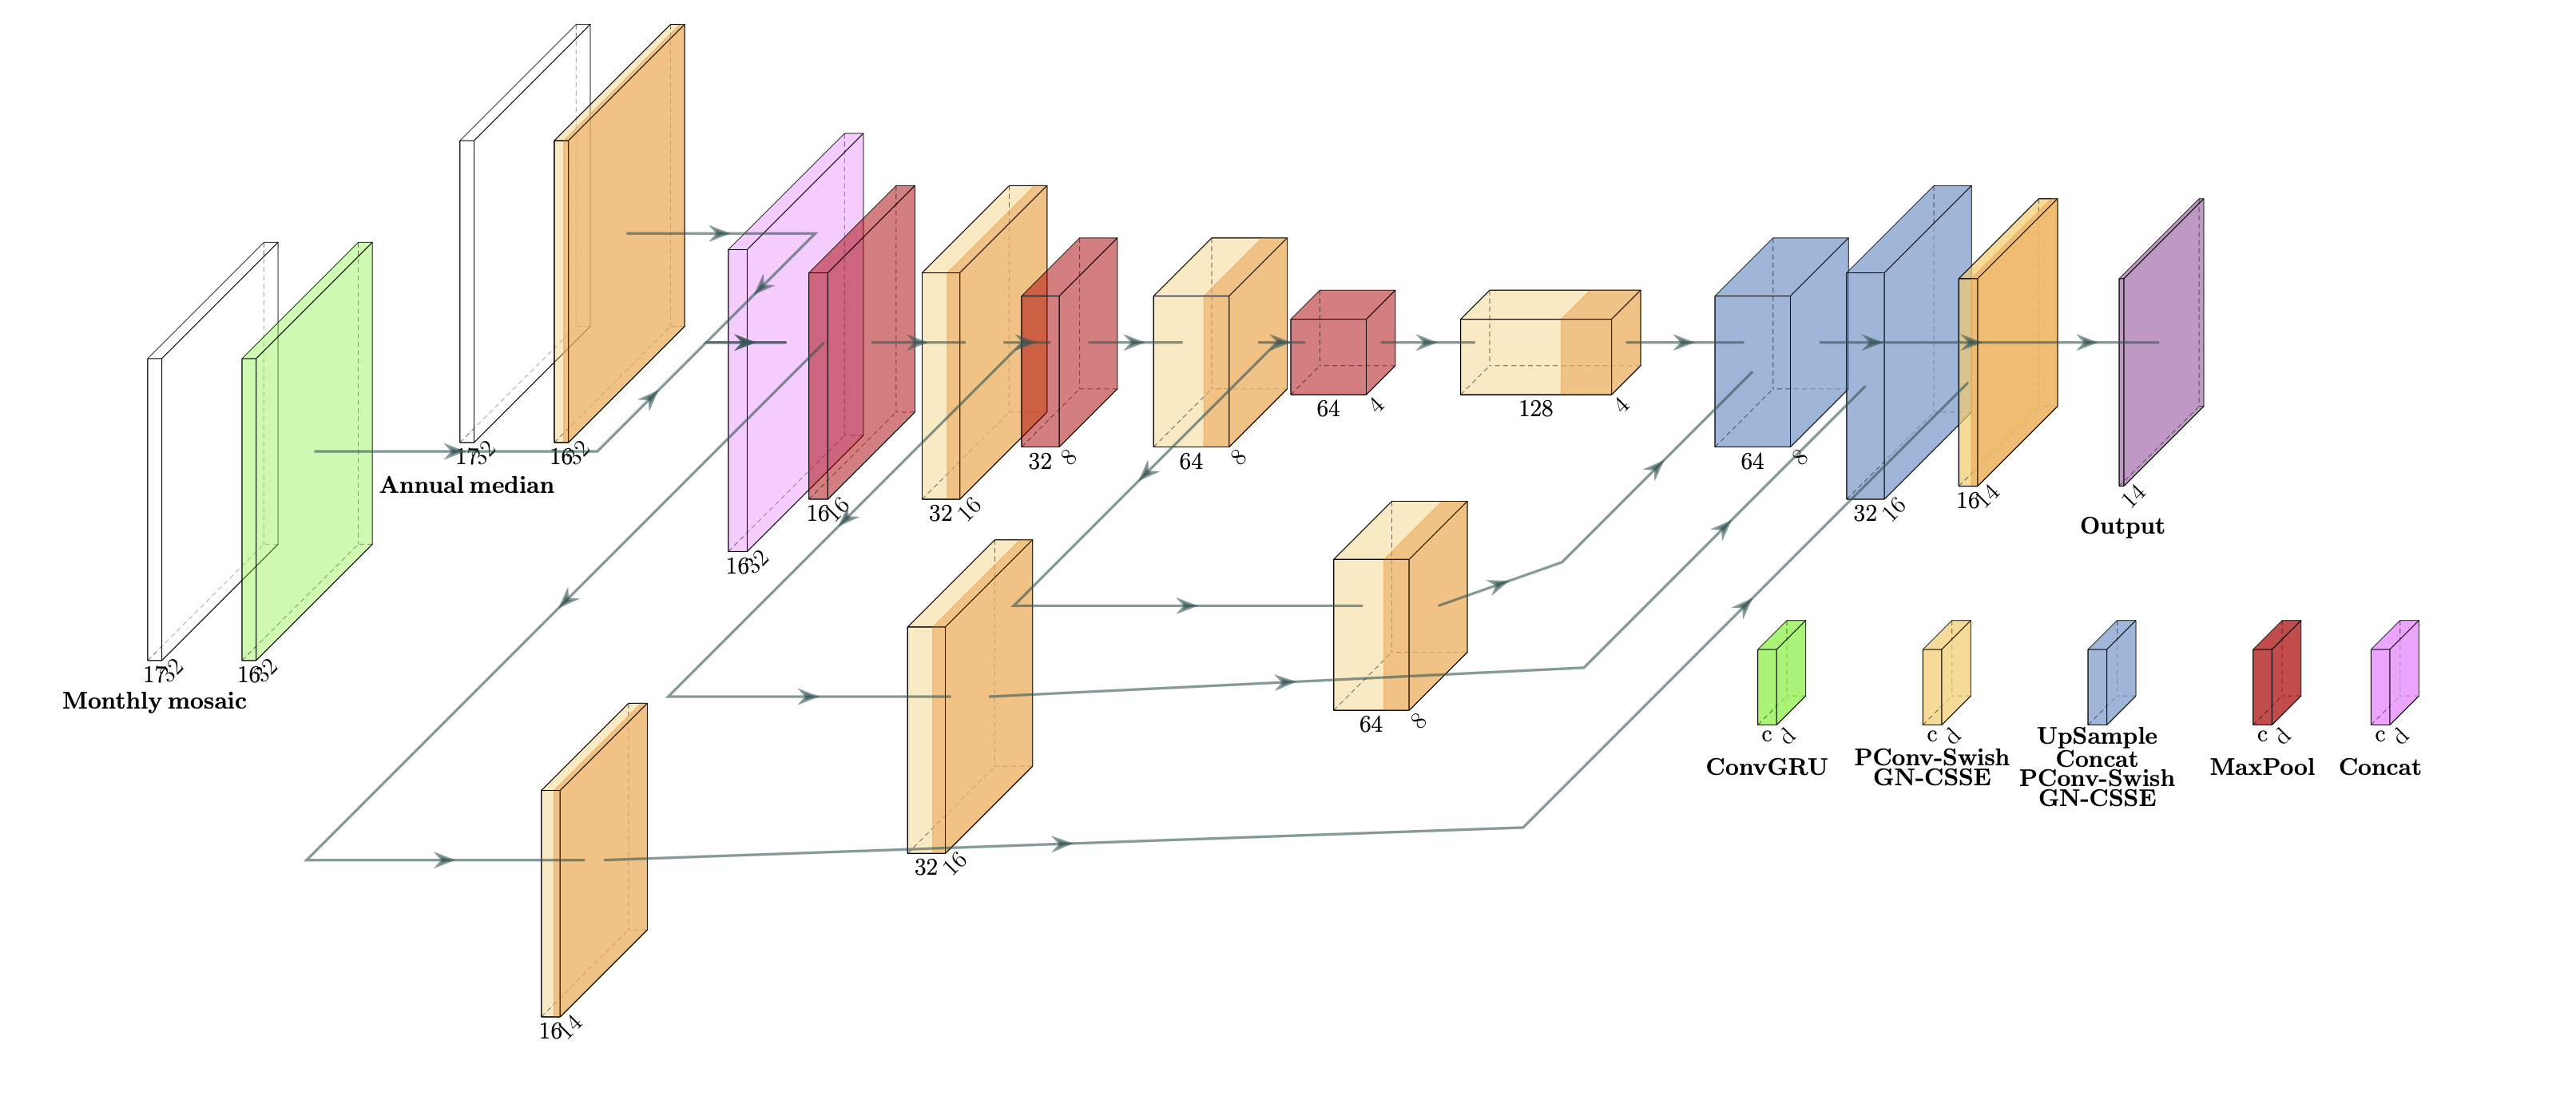 17 32
Annual median
16 32
17 32
Monthly mosaic
16 32
16 32
16 16
32 16
32 8
64 8
64 4
128 4
64 8
32 16
16 14
14
Output
64 8
32 16
16 14
c d
ConvGRU
c d
PConv-Swish
GN-CSSE
UpSample
Concat
PConv-Swish
GN-CSSE
c d
MaxPool
c d
Concat